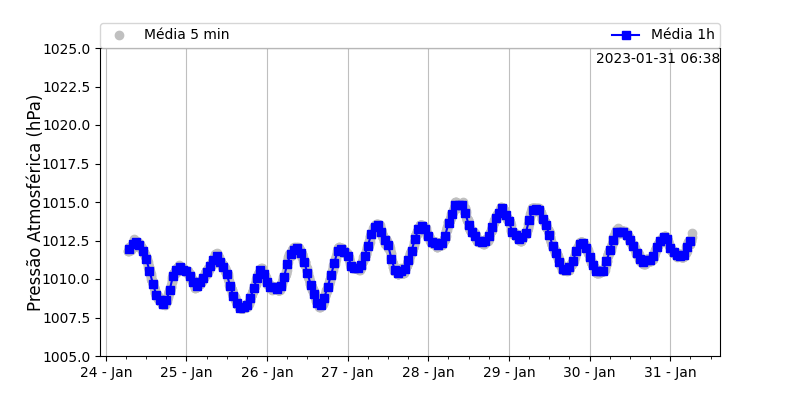 Média 5 min
Média 1h
2023-01-31 06:38
Pressão Atmosférica (hPa)
1025.0
1022.5
1020.0
1017.5
1015.0
1012.5
1010.0
1007.5
1005.0
24 - Jan
25 - Jan
26 - Jan
27 - Jan
28 - Jan
29 - Jan
30 - Jan
31 - Jan